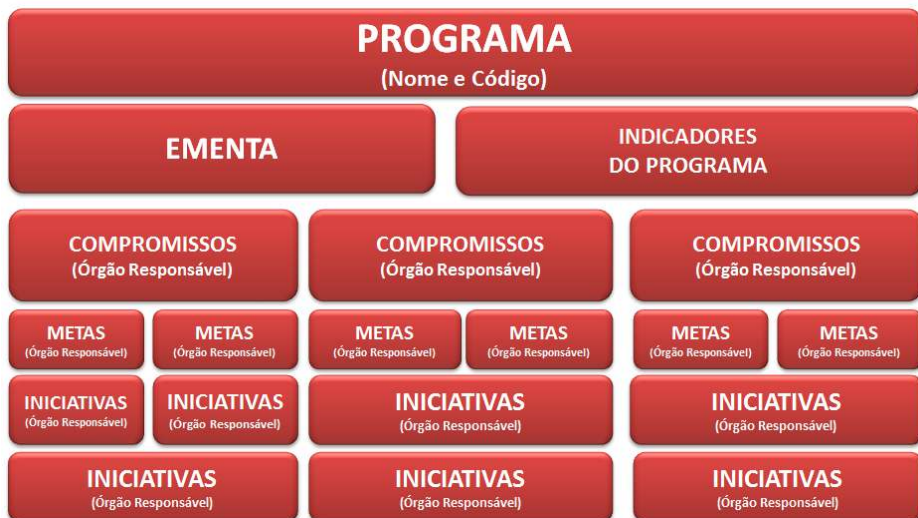 PROGRAMA
(Nome e Código)
EMENTA
INDICADORES
DO PROGRAMA
COMPROMISSOS
(Órgão Responsável)
COMPROMISSOS
(Órgão Responsável)
COMPROMISSOS
(Órgão Responsável)
METAS
(Órgão Responsável)
METAS
(Órgão Responsável)
METAS
(Órgão Responsável)
METAS
(Órgão Responsável)
METAS
(Órgão Responsável)
METAS
(Órgão Responsável)
INICIATIVAS
(Órgão Responsável)
INICIATIVAS
(Órgão Responsável)
INICIATIVAS
(Órgão Responsável)
INICIATIVAS
(Órgão Responsável)
INICIATIVAS
(Órgão Responsável)
INICIATIVAS
(Órgão Responsável)
INICIATIVAS
(Órgão Responsável)